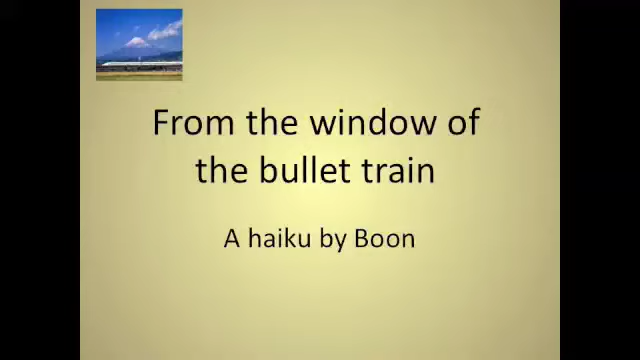 From the window of
the bullet train
A haiku by Boon